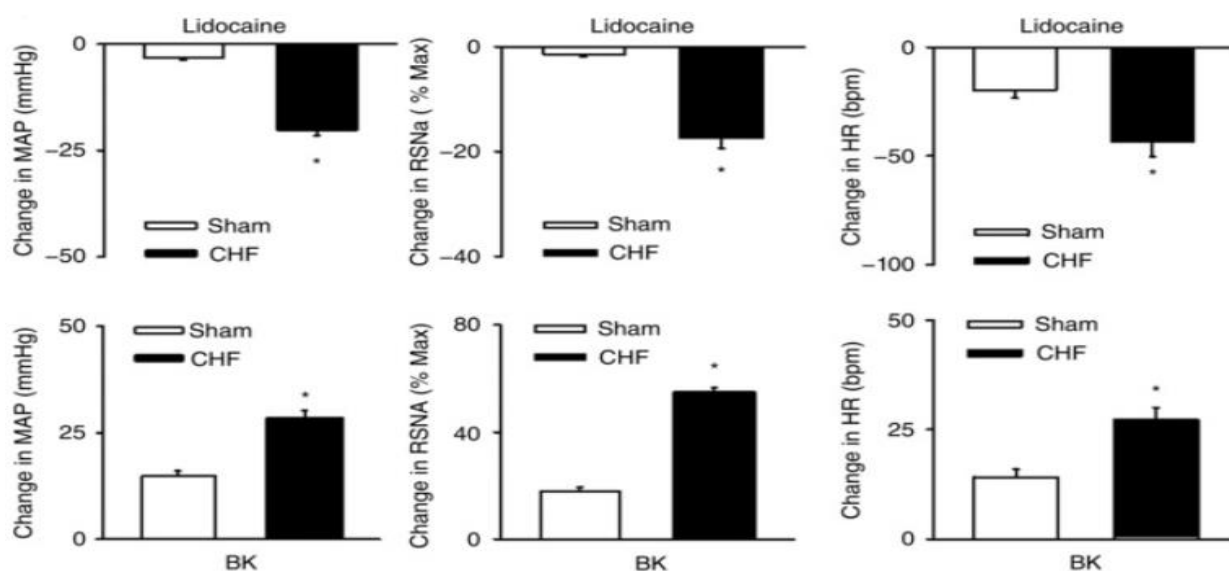 Lidocaine
Change in MAP (mmHg)
0
−25
−50
*
Sham
CHF
Lidocaine
Change in RSNa ( % Max)
0
−20
−40
*
Sham
CHF
Lidocaine
Change in HR (bpm)
0
−50
−100
*
Sham
CHF
Change in MAP (mmHg)
50
25
0
Sham
CHF
*
BK
Change in RSNA (% Max)
80
40
0
Sham
CHF
*
BK
Change in HR (bpm)
50
25
0
Sham
CHF
*
BK